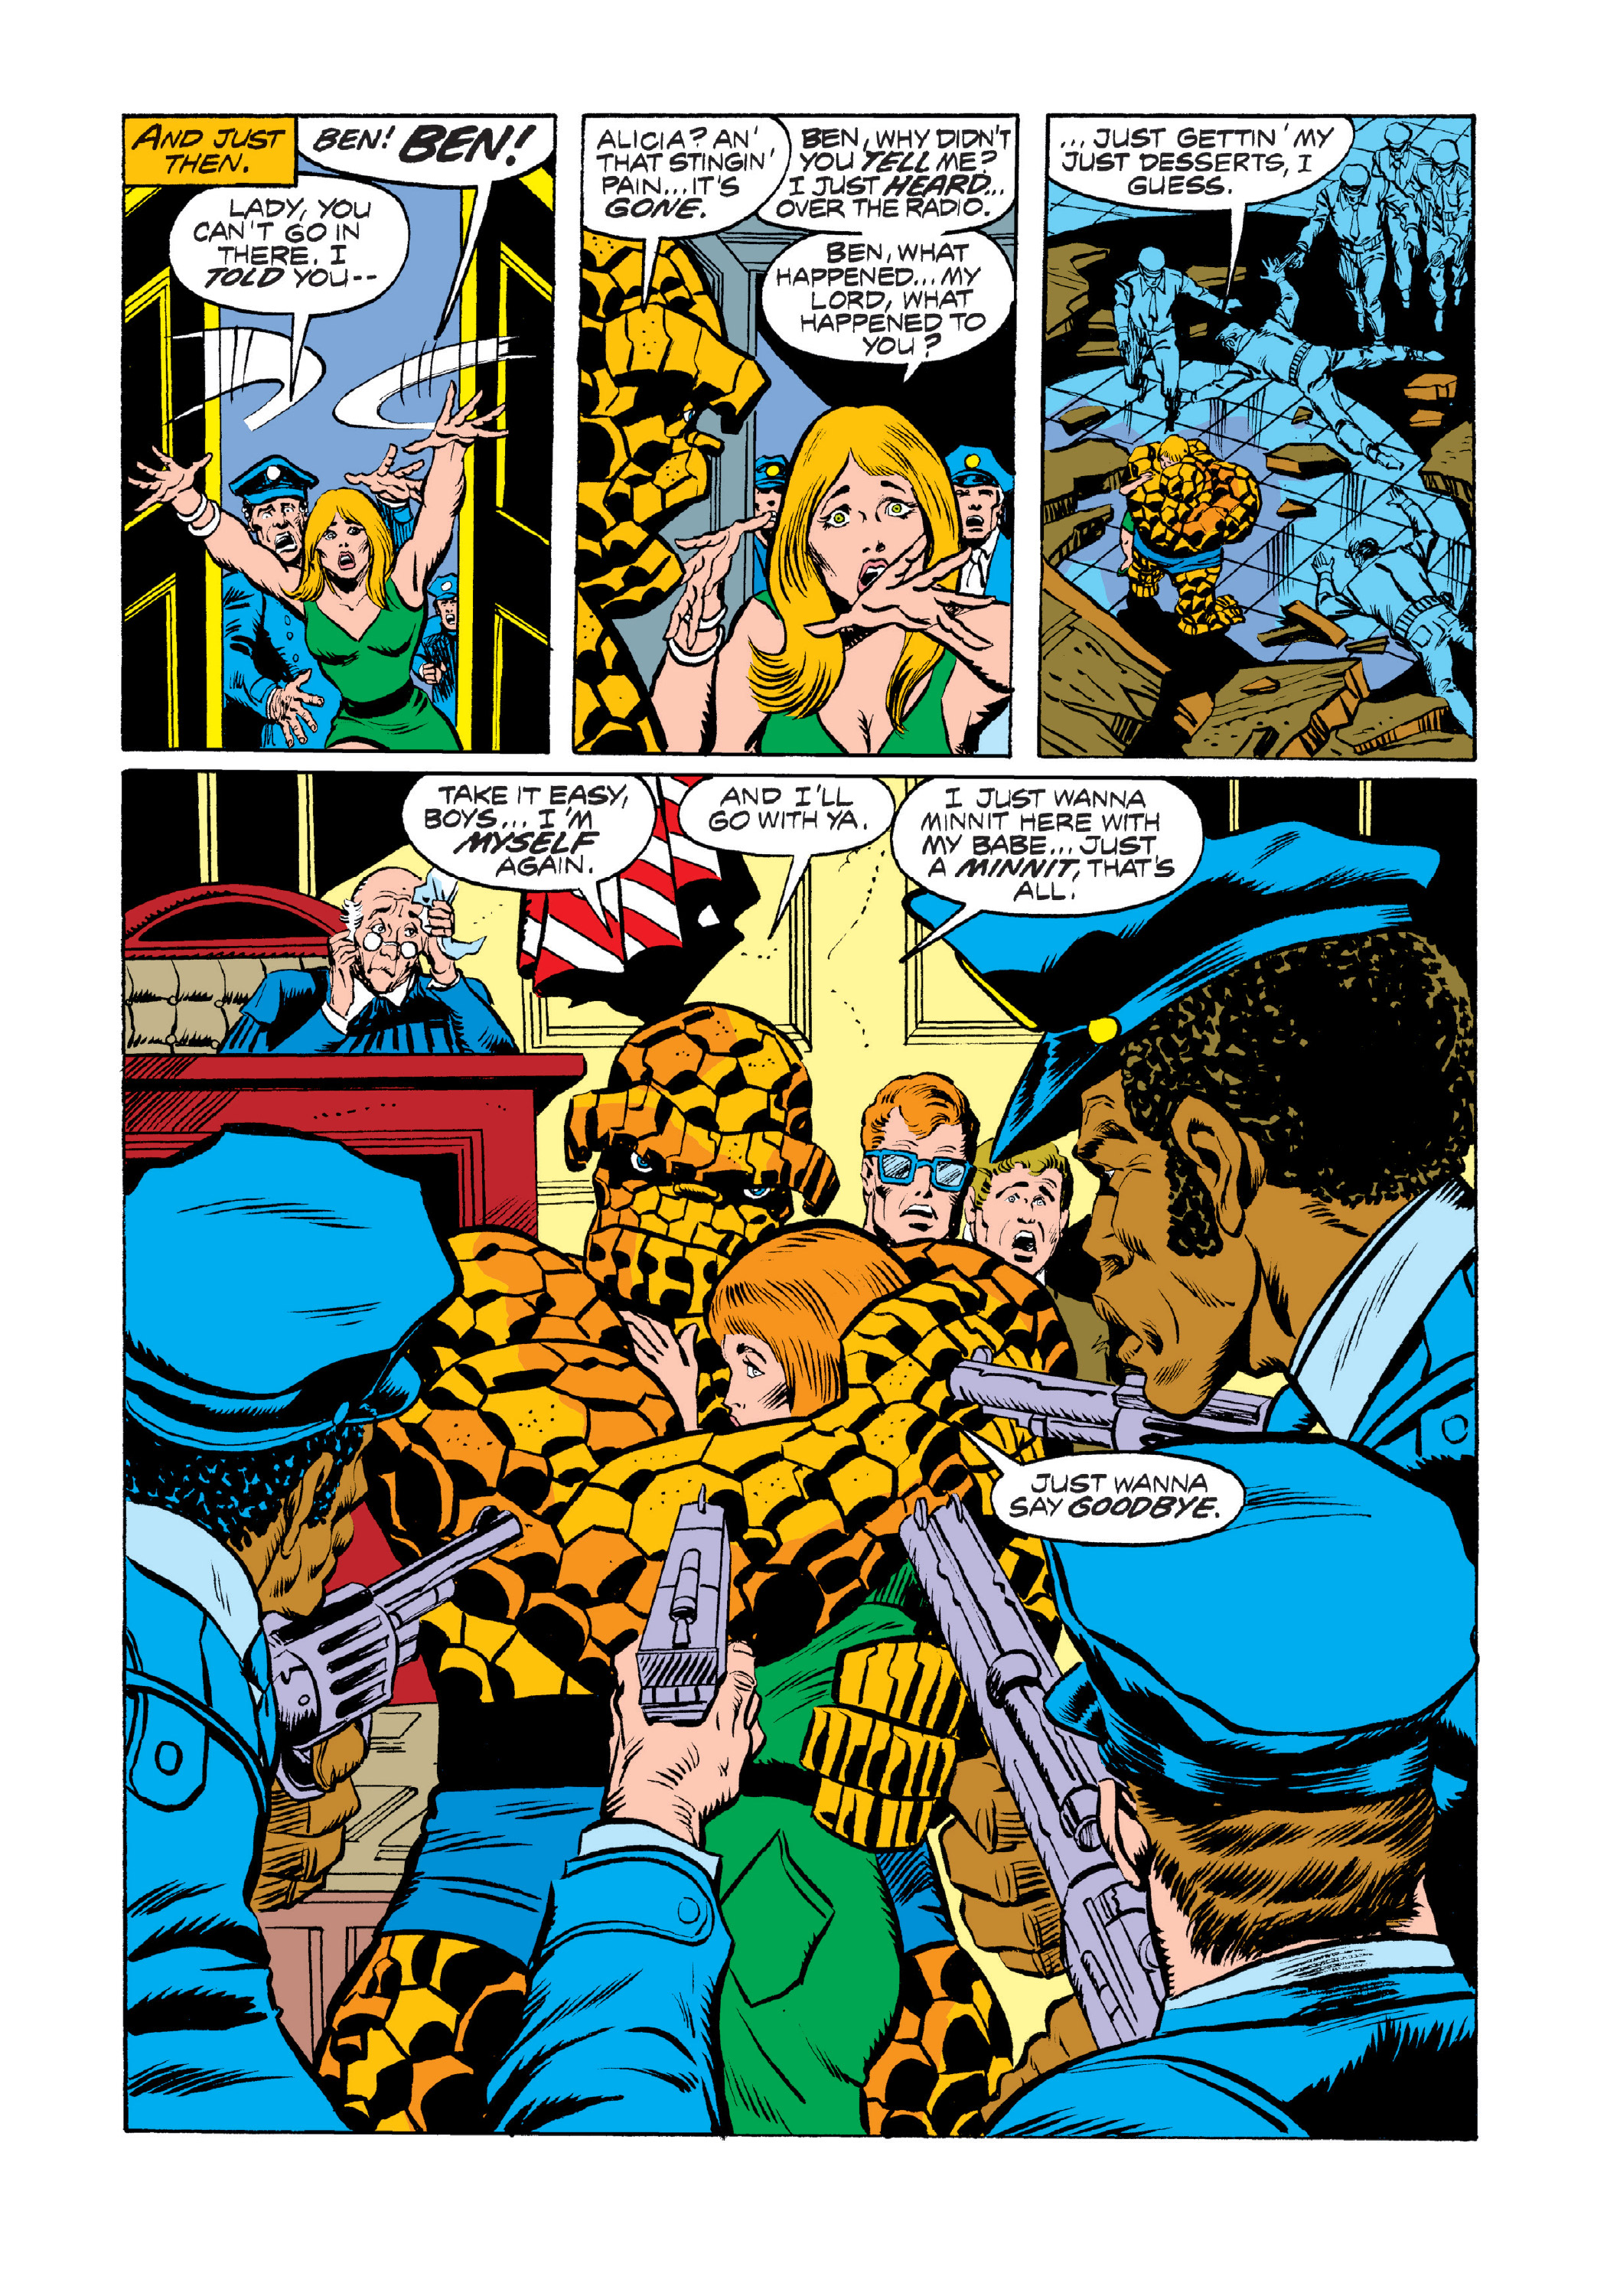 AND JUST
THEN.
BEN! BEN!
LADY, YOU
CAN'T GO IN
THERE. I
TOLD YOU--
ALICIA? AN'
THAT STINGIN'
PAIN... IT'S
GONE.
BEN, WHY DIDN'T
YOU TELL ME?
I JUST HEARD...
OVER THE RADIO.
BEN, WHAT
HAPPENED... MY
LORD, WHAT
HAPPENED TO
YOU?
...JUST GETTIN' MY
JUST DESSERTS, I
GUESS.
TAKE IT EASY,
BOYS... I'M
MYSELF
AGAIN.
AND I'LL
GO WITH YA.
I JUST WANNA
MINNIT HERE WITH
MY BABE... JUST
A MINNIT, THAT'S
ALL.
JUST WANNA
SAY GOODBYE.